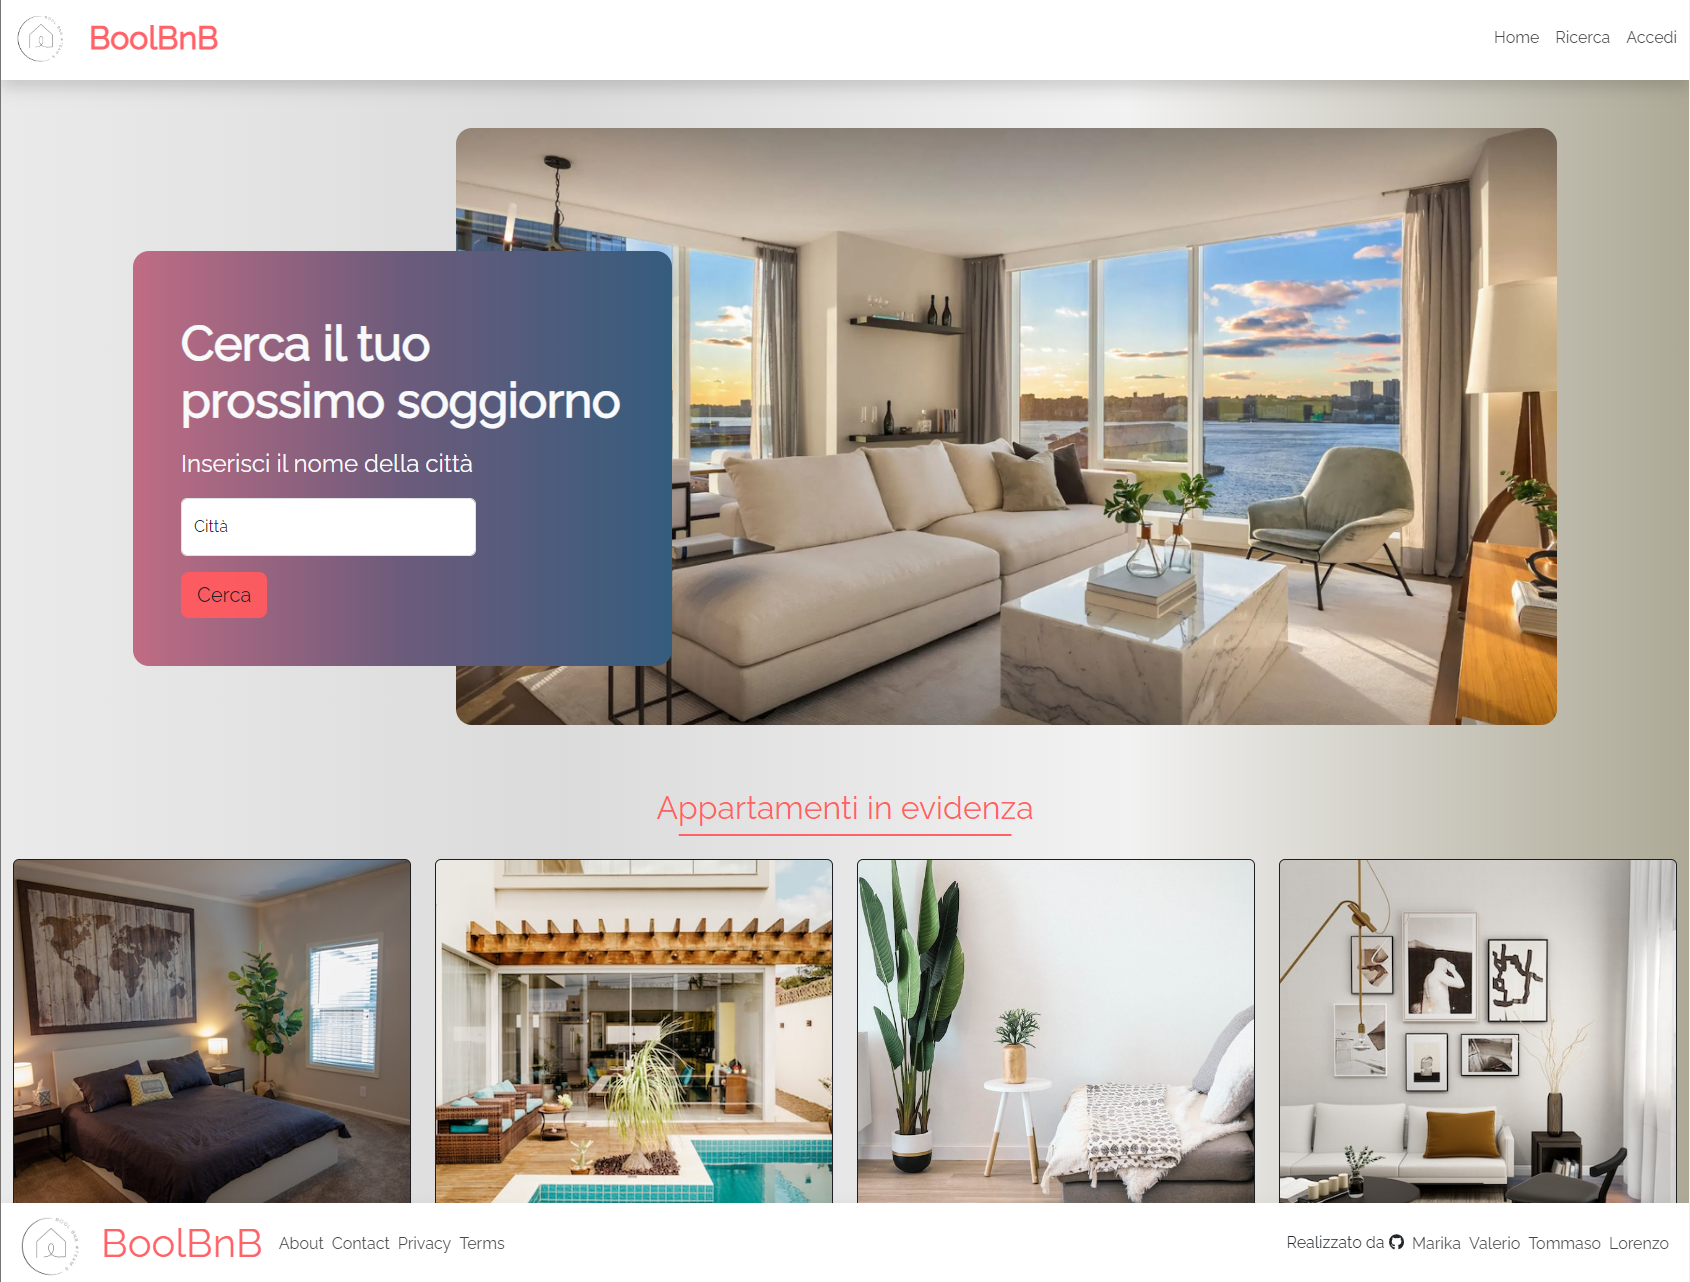 BoolBnB
Home Ricerca Accedi
Cerca il tuo
prossimo soggiorno
Inserisci il nome della città
Città
Cerca
Appartamenti in evidenza
BoolBnB About Contact Privacy Terms
Realizzato da Marika Valerio Tommaso Lorenzo